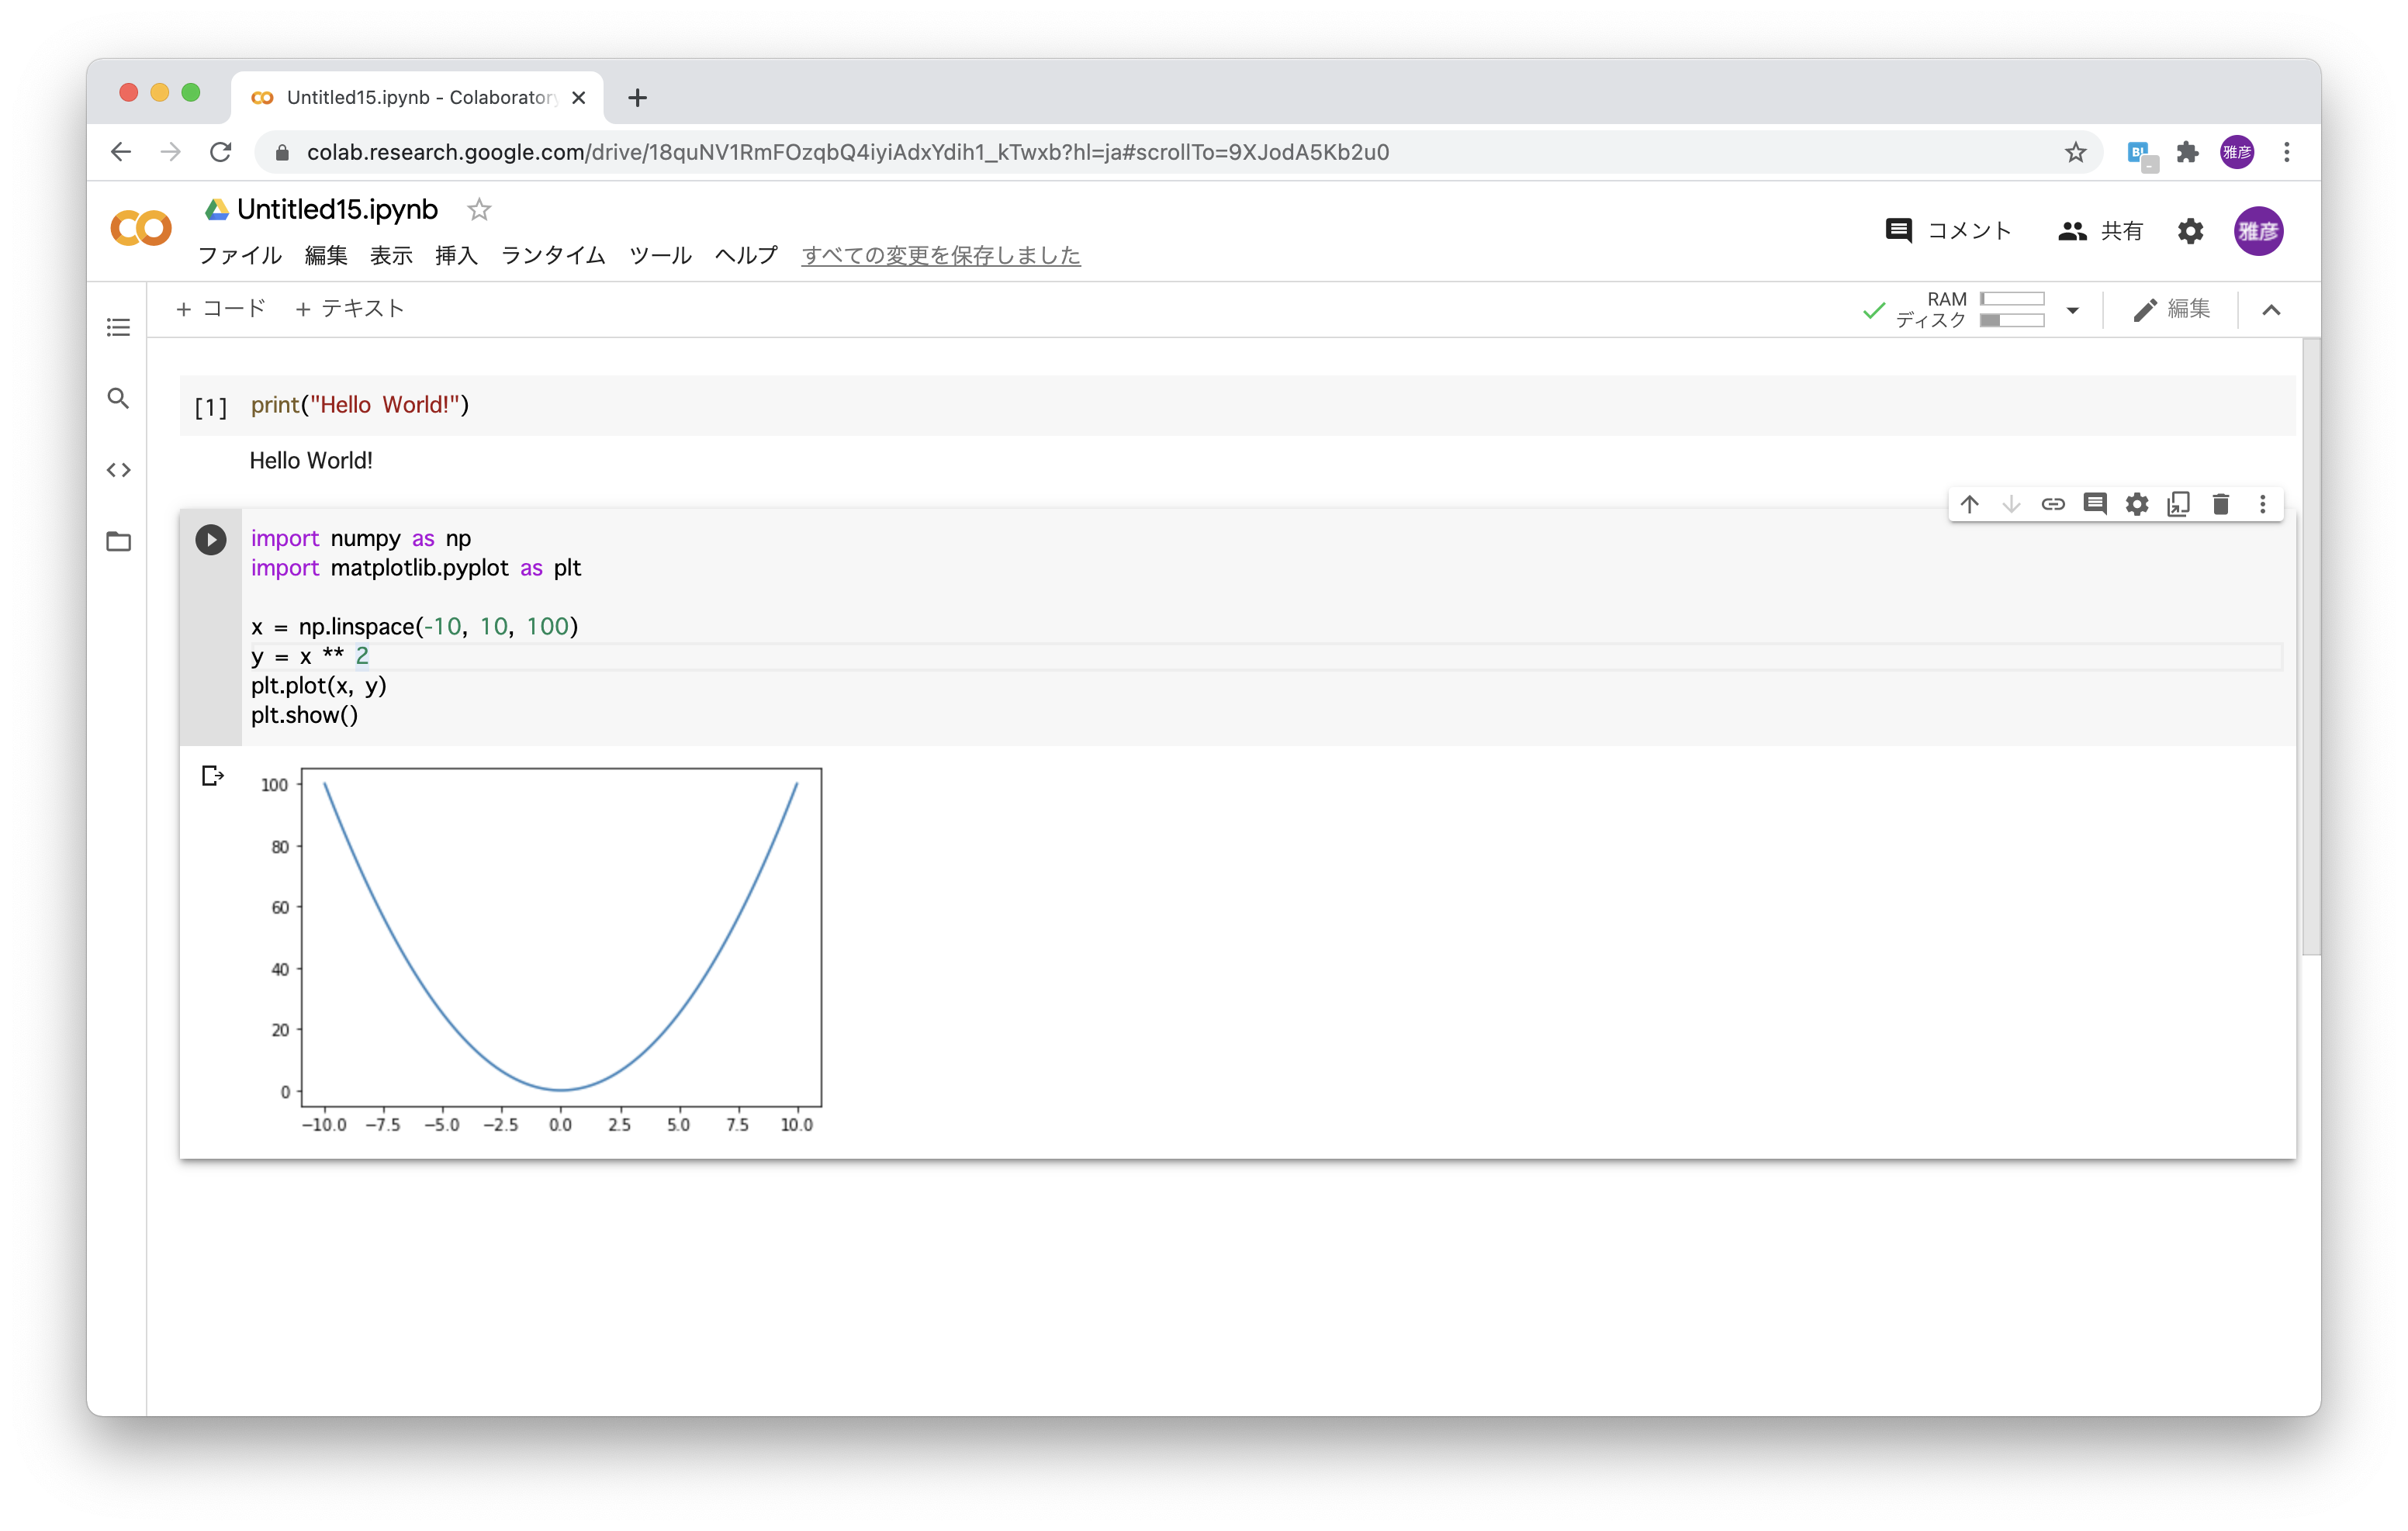 Untitled15.ipynb - Colaboratory
colab.research.google.com/drive/18quNV1RmFOzqbQ4iyiAdxYdih1_kTwxb?hl=ja#scrollTo=9XJodA5Kb2u0
B!
雅彦
Untitled15.ipynb
ファイル 編集 表示 挿入 ランタイム ツール ヘルプ すべての変更を保存しました
コメント 共有 雅彦
+ コード + テキスト
RAM
ディスク
編集
[1] print("Hello World!")
Hello World!
import numpy as np
import matplotlib.pyplot as plt
x = np.linspace(-10, 10, 100)
y = x ** 2
plt.plot(x, y)
plt.show()
100
80
60
40
20
0
−10.0 −7.5 −5.0 −2.5 0.0 2.5 5.0 7.5 10.0